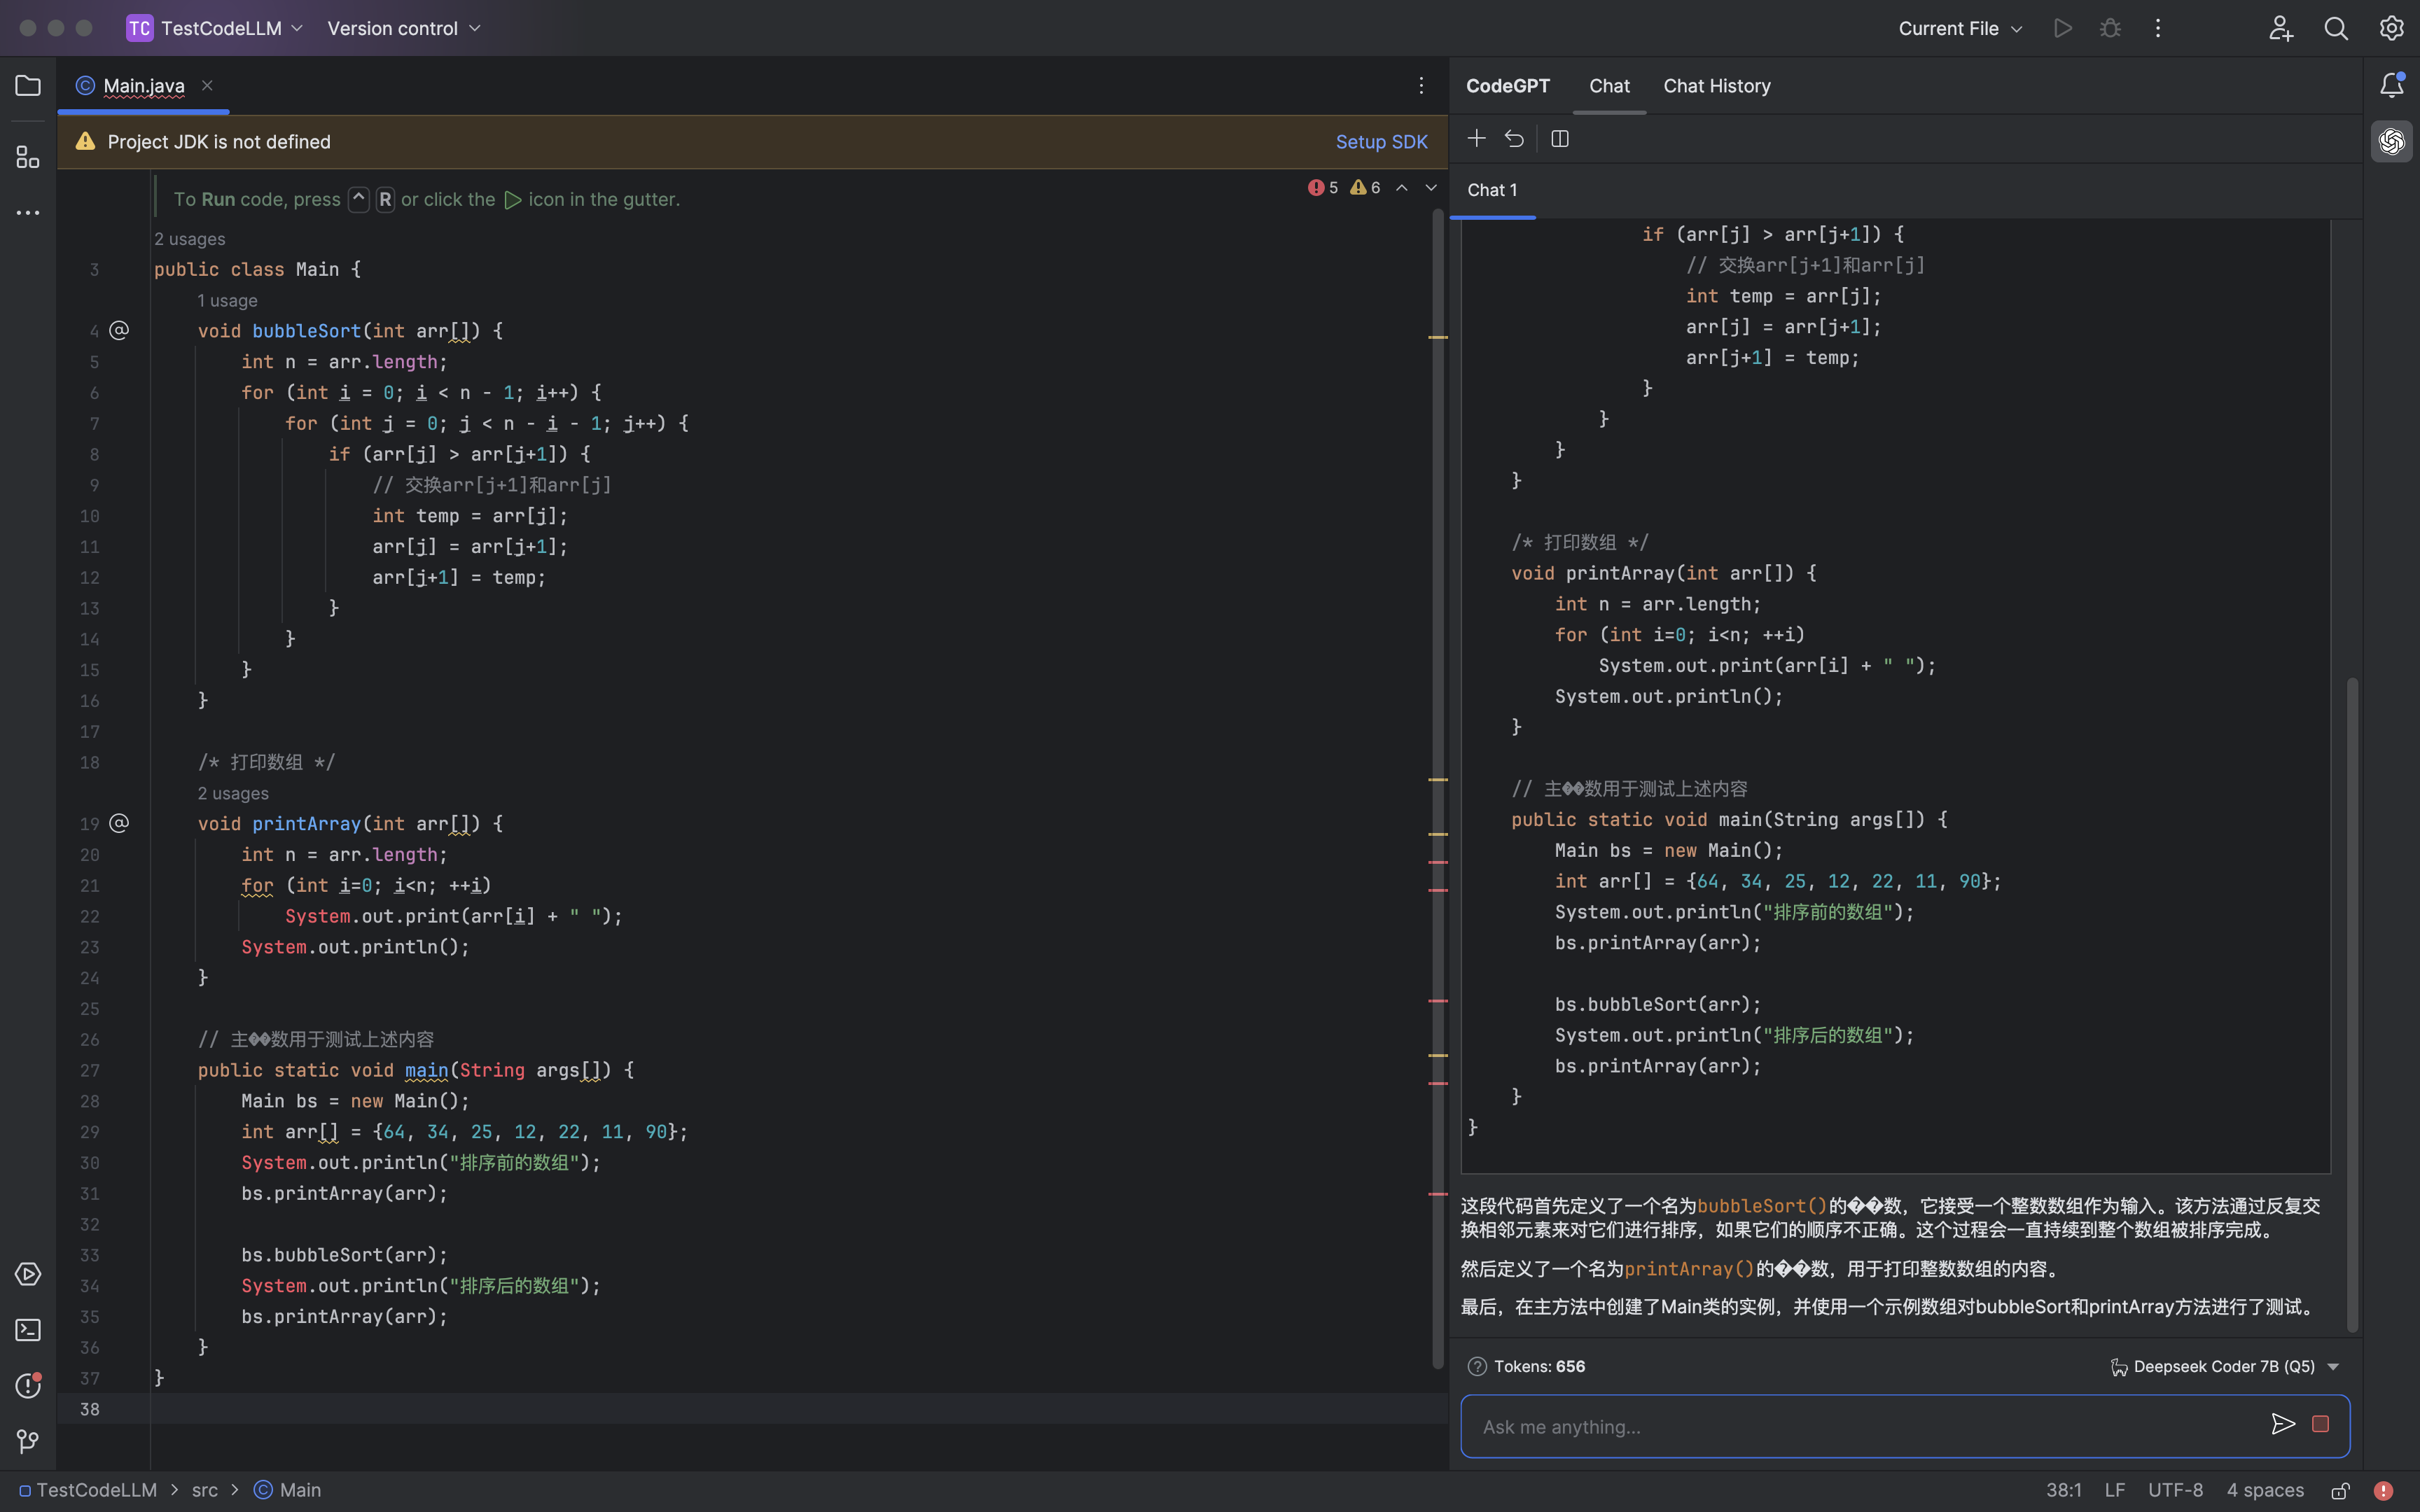 TC TestCodeLLM Version control Current File
Main.java
Project JDK is not defined Setup SDK
To Run code, press ^ R or click the icon in the gutter.
5 6
2 usages
3 public class Main {
1 usage
4 @ void bubbleSort(int arr[]) {
5 int n = arr.length;
6 for (int i = 0; i < n - 1; i++) {
7 for (int j = 0; j < n - i - 1; j++) {
8 if (arr[j] > arr[j+1]) {
9 // 交换arr[j+1]和arr[j]
10 int temp = arr[j];
11 arr[j] = arr[j+1];
12 arr[j+1] = temp;
13 }
14 }
15 }
16 }
17
18 /* 打印数组 */
2 usages
19 @ void printArray(int arr[]) {
20 int n = arr.length;
21 for (int i=0; i<n; ++i)
22 System.out.print(arr[i] + " ");
23 System.out.println();
24 }
25
26 // 主��数用于测试上述内容
27 public static void main(String args[]) {
28 Main bs = new Main();
29 int arr[] = {64, 34, 25, 12, 22, 11, 90};
30 System.out.println("排序前的数组");
31 bs.printArray(arr);
32
33 bs.bubbleSort(arr);
34 System.out.println("排序后的数组");
35 bs.printArray(arr);
36 }
37 }
38
CodeGPT Chat Chat History
Chat 1
if (arr[j] > arr[j+1]) {
// 交换arr[j+1]和arr[j]
int temp = arr[j];
arr[j] = arr[j+1];
arr[j+1] = temp;
}
}
}
}
/* 打印数组 */
void printArray(int arr[]) {
int n = arr.length;
for (int i=0; i<n; ++i)
System.out.print(arr[i] + " ");
System.out.println();
}
// 主��数用于测试上述内容
public static void main(String args[]) {
Main bs = new Main();
int arr[] = {64, 34, 25, 12, 22, 11, 90};
System.out.println("排序前的数组");
bs.printArray(arr);
bs.bubbleSort(arr);
System.out.println("排序后的数组");
bs.printArray(arr);
}
}
这段代码首先定义了一个名为bubbleSort()的��数，它接受一个整数数组作为输入。该方法通过反复交
换相邻元素来对它们进行排序，如果它们的顺序不正确。这个过程会一直持续到整个数组被排序完成。
然后定义了一个名为printArray()的��数，用于打印整数数组的内容。
最后，在主方法中创建了Main类的实例，并使用一个示例数组对bubbleSort和printArray方法进行了测试。
Tokens: 656 Deepseek Coder 7B (Q5)
Ask me anything...
TestCodeLLM > src > Main 38:1 LF UTF-8 4 spaces